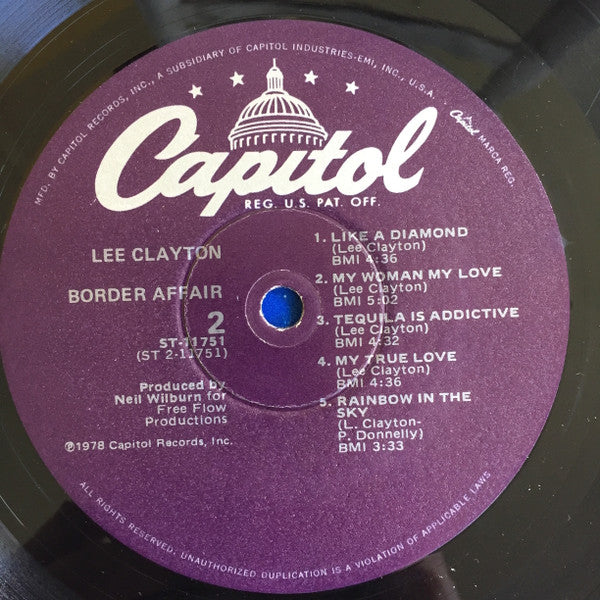 MFD. BY CAPITOL RECORDS, INC., A SUBSIDIARY OF CAPITOL INDUSTRIES-EMI, INC., U.S.A.
Capitol MARCA REG.
Capitol
REG. U.S. PAT. OFF.
LEE CLAYTON
BORDER AFFAIR
2
ST-11751
(ST 2-11751)
Produced by
Neil Wilburn for
Free Flow
Productions
℗1978 Capitol Records, Inc.
1. LIKE A DIAMOND
(Lee Clayton)
BMI 4:36
2. MY WOMAN MY LOVE
(Lee Clayton)
BMI 5:02
3. TEQUILA IS ADDICTIVE
(Lee Clayton)
BMI 4:32
4. MY TRUE LOVE
(Lee Clayton)
BMI 4:36
5. RAINBOW IN THE
SKY
(L. Clayton-
P. Donnelly)
BMI 3:33
ALL RIGHTS RESERVED. UNAUTHORIZED DUPLICATION IS A VIOLATION OF APPLICABLE LAWS